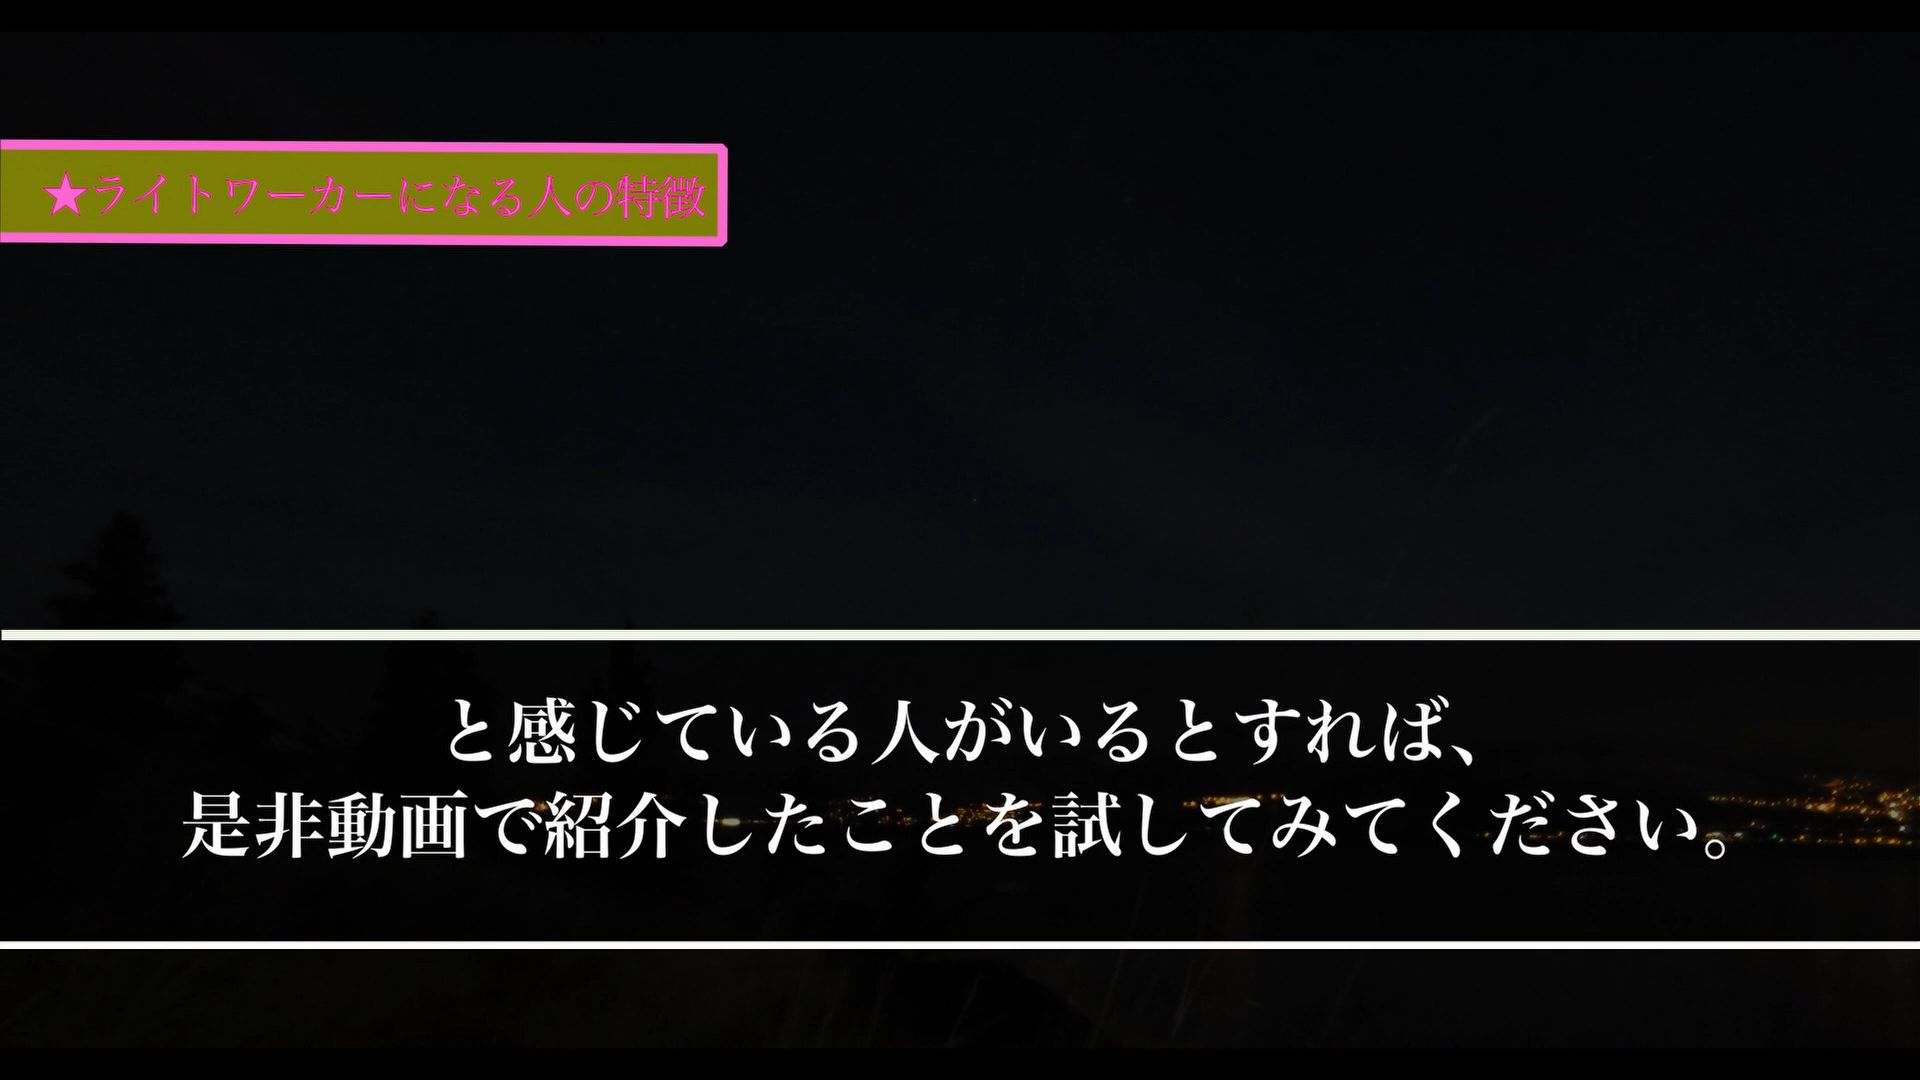 ★ライトワーカーになる人の特徴
と感じている人がいるとすれば、
是非動画で紹介したことを試してみてください。